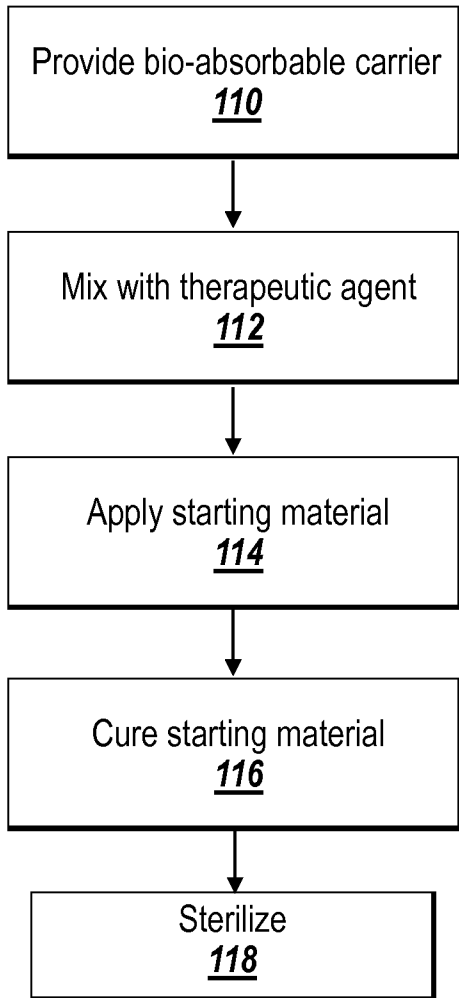 Provide bio-absorbable carrier
110
Mix with therapeutic agent
112
Apply starting material
114
Cure starting material
116
Sterilize
118